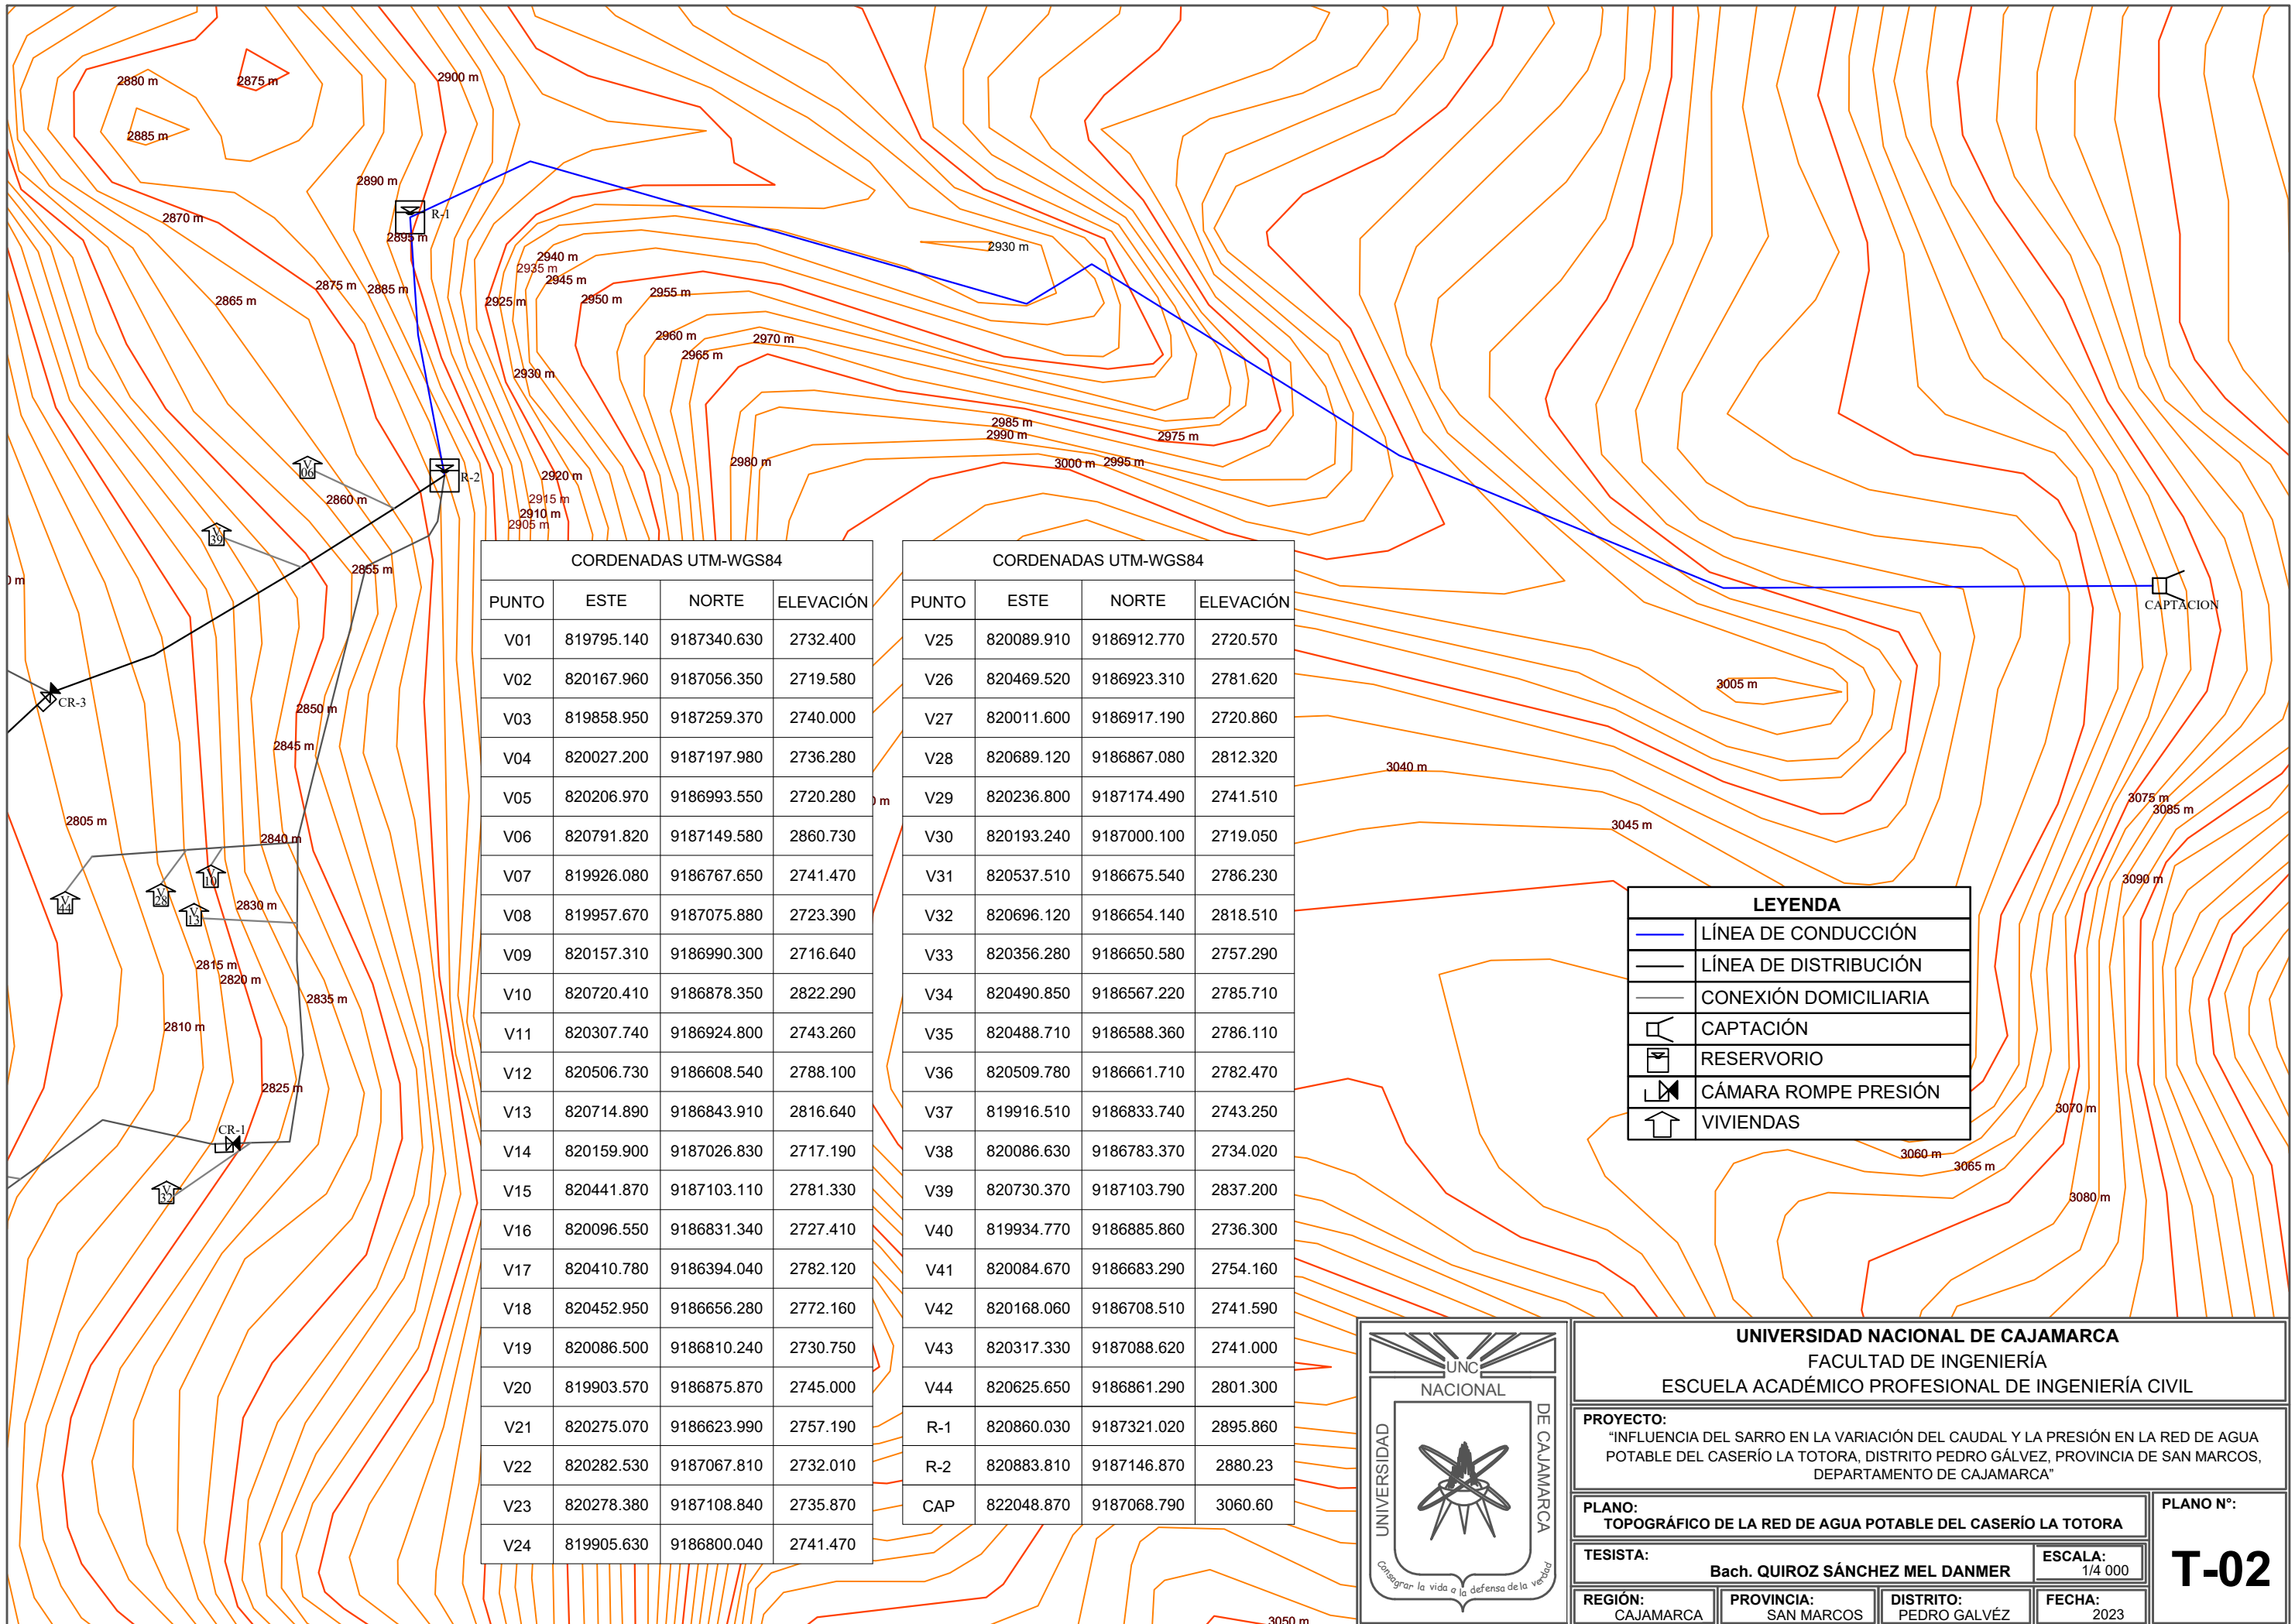 2880 m
2875 m
2900 m
2885 m
2890 m
R-1
2870 m
2895 m
2930 m
2940 m
2935 m
2945 m
2875 m
2885 m
2865 m
2925 m
2950 m
2955 m
2960 m
2970 m
2965 m
2930 m
2985 m
2990 m
2975 m
2980 m
3000 m
2995 m
V
06
R-2
2920 m
2860 m
2915 m
2910 m
2905 m
V
39
2855 m
0 m
CAPTACION
CR-3
2850 m
2845 m
3005 m
3040 m
0 m
3075 m
3085 m
2805 m
3045 m
2840 m
V
10
V
28
V
44
V
13
2830 m
3090 m
2815 m
2820 m
2835 m
2810 m
2825 m
CR-1
V
32
3070 m
3060 m
3065 m
3080 m
3050 m
CORDENADAS UTM-WGS84
PUNTO ESTE NORTE ELEVACIÓN
V01 819795.140 9187340.630 2732.400
V02 820167.960 9187056.350 2719.580
V03 819858.950 9187259.370 2740.000
V04 820027.200 9187197.980 2736.280
V05 820206.970 9186993.550 2720.280
V06 820791.820 9187149.580 2860.730
V07 819926.080 9186767.650 2741.470
V08 819957.670 9187075.880 2723.390
V09 820157.310 9186990.300 2716.640
V10 820720.410 9186878.350 2822.290
V11 820307.740 9186924.800 2743.260
V12 820506.730 9186608.540 2788.100
V13 820714.890 9186843.910 2816.640
V14 820159.900 9187026.830 2717.190
V15 820441.870 9187103.110 2781.330
V16 820096.550 9186831.340 2727.410
V17 820410.780 9186394.040 2782.120
V18 820452.950 9186656.280 2772.160
V19 820086.500 9186810.240 2730.750
V20 819903.570 9186875.870 2745.000
V21 820275.070 9186623.990 2757.190
V22 820282.530 9187067.810 2732.010
V23 820278.380 9187108.840 2735.870
V24 819905.630 9186800.040 2741.470
CORDENADAS UTM-WGS84
PUNTO ESTE NORTE ELEVACIÓN
V25 820089.910 9186912.770 2720.570
V26 820469.520 9186923.310 2781.620
V27 820011.600 9186917.190 2720.860
V28 820689.120 9186867.080 2812.320
V29 820236.800 9187174.490 2741.510
V30 820193.240 9187000.100 2719.050
V31 820537.510 9186675.540 2786.230
V32 820696.120 9186654.140 2818.510
V33 820356.280 9186650.580 2757.290
V34 820490.850 9186567.220 2785.710
V35 820488.710 9186588.360 2786.110
V36 820509.780 9186661.710 2782.470
V37 819916.510 9186833.740 2743.250
V38 820086.630 9186783.370 2734.020
V39 820730.370 9187103.790 2837.200
V40 819934.770 9186885.860 2736.300
V41 820084.670 9186683.290 2754.160
V42 820168.060 9186708.510 2741.590
V43 820317.330 9187088.620 2741.000
V44 820625.650 9186861.290 2801.300
R-1 820860.030 9187321.020 2895.860
R-2 820883.810 9187146.870 2880.23
CAP 822048.870 9187068.790 3060.60
LEYENDA
LÍNEA DE CONDUCCIÓN
LÍNEA DE DISTRIBUCIÓN
CONEXIÓN DOMICILIARIA
CAPTACIÓN
RESERVORIO
CÁMARA ROMPE PRESIÓN
VIVIENDAS
UNC
NACIONAL
UNIVERSIDAD
DE CAJAMARCA
Consagrar la vida a la defensa de la verdad
UNIVERSIDAD NACIONAL DE CAJAMARCA
FACULTAD DE INGENIERÍA
ESCUELA ACADÉMICO PROFESIONAL DE INGENIERÍA CIVIL
PROYECTO:
“INFLUENCIA DEL SARRO EN LA VARIACIÓN DEL CAUDAL Y LA PRESIÓN EN LA RED DE AGUA
POTABLE DEL CASERÍO LA TOTORA, DISTRITO PEDRO GÁLVEZ, PROVINCIA DE SAN MARCOS,
DEPARTAMENTO DE CAJAMARCA”
PLANO:
TOPOGRÁFICO DE LA RED DE AGUA POTABLE DEL CASERÍO LA TOTORA
PLANO N°:
T-02
TESISTA:
Bach. QUIROZ SÁNCHEZ MEL DANMER
ESCALA:
1/4 000
REGIÓN:
CAJAMARCA
PROVINCIA:
SAN MARCOS
DISTRITO:
PEDRO GALVÉZ
FECHA:
2023